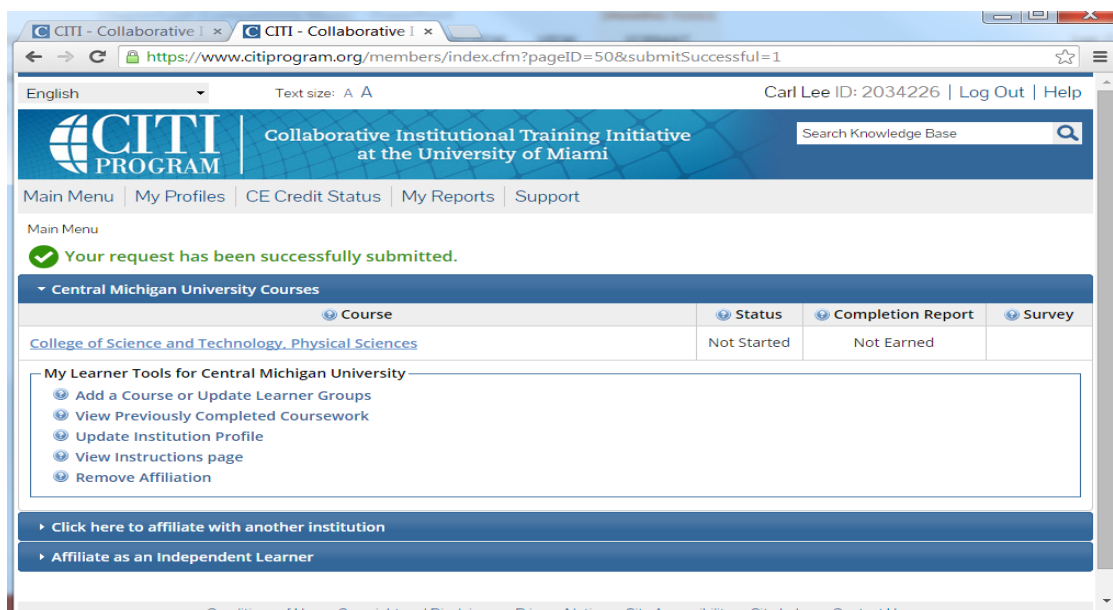 CITI - Collaborative I × CITI - Collaborative I ×
https://www.citiprogram.org/members/index.cfm?pageID=50&submitSuccessful=1
English Text size: A A Carl Lee ID: 2034226 | Log Out | Help
CITI PROGRAM
Collaborative Institutional Training Initiative
at the University of Miami
Search Knowledge Base
Main Menu | My Profiles | CE Credit Status | My Reports | Support
Main Menu
Your request has been successfully submitted.
Central Michigan University Courses
Course Status Completion Report Survey
College of Science and Technology, Physical Sciences Not Started Not Earned
My Learner Tools for Central Michigan University
Add a Course or Update Learner Groups
View Previously Completed Coursework
Update Institution Profile
View Instructions page
Remove Affiliation
Click here to affiliate with another institution
Affiliate as an Independent Learner